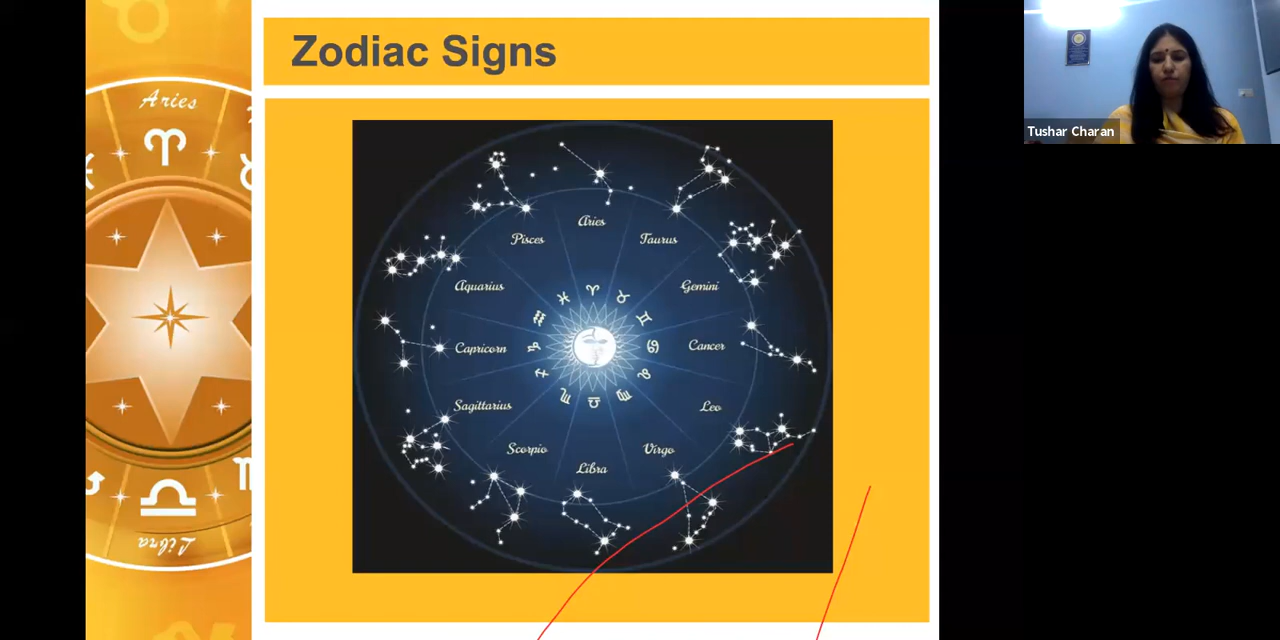 Zodiac Signs
Aries
Tushar Charan
Aries
Pisces
Taurus
Aquarius
Gemini
Capricorn
Cancer
Sagittarius
Leo
Scorpio
Virgo
Libra
Libra